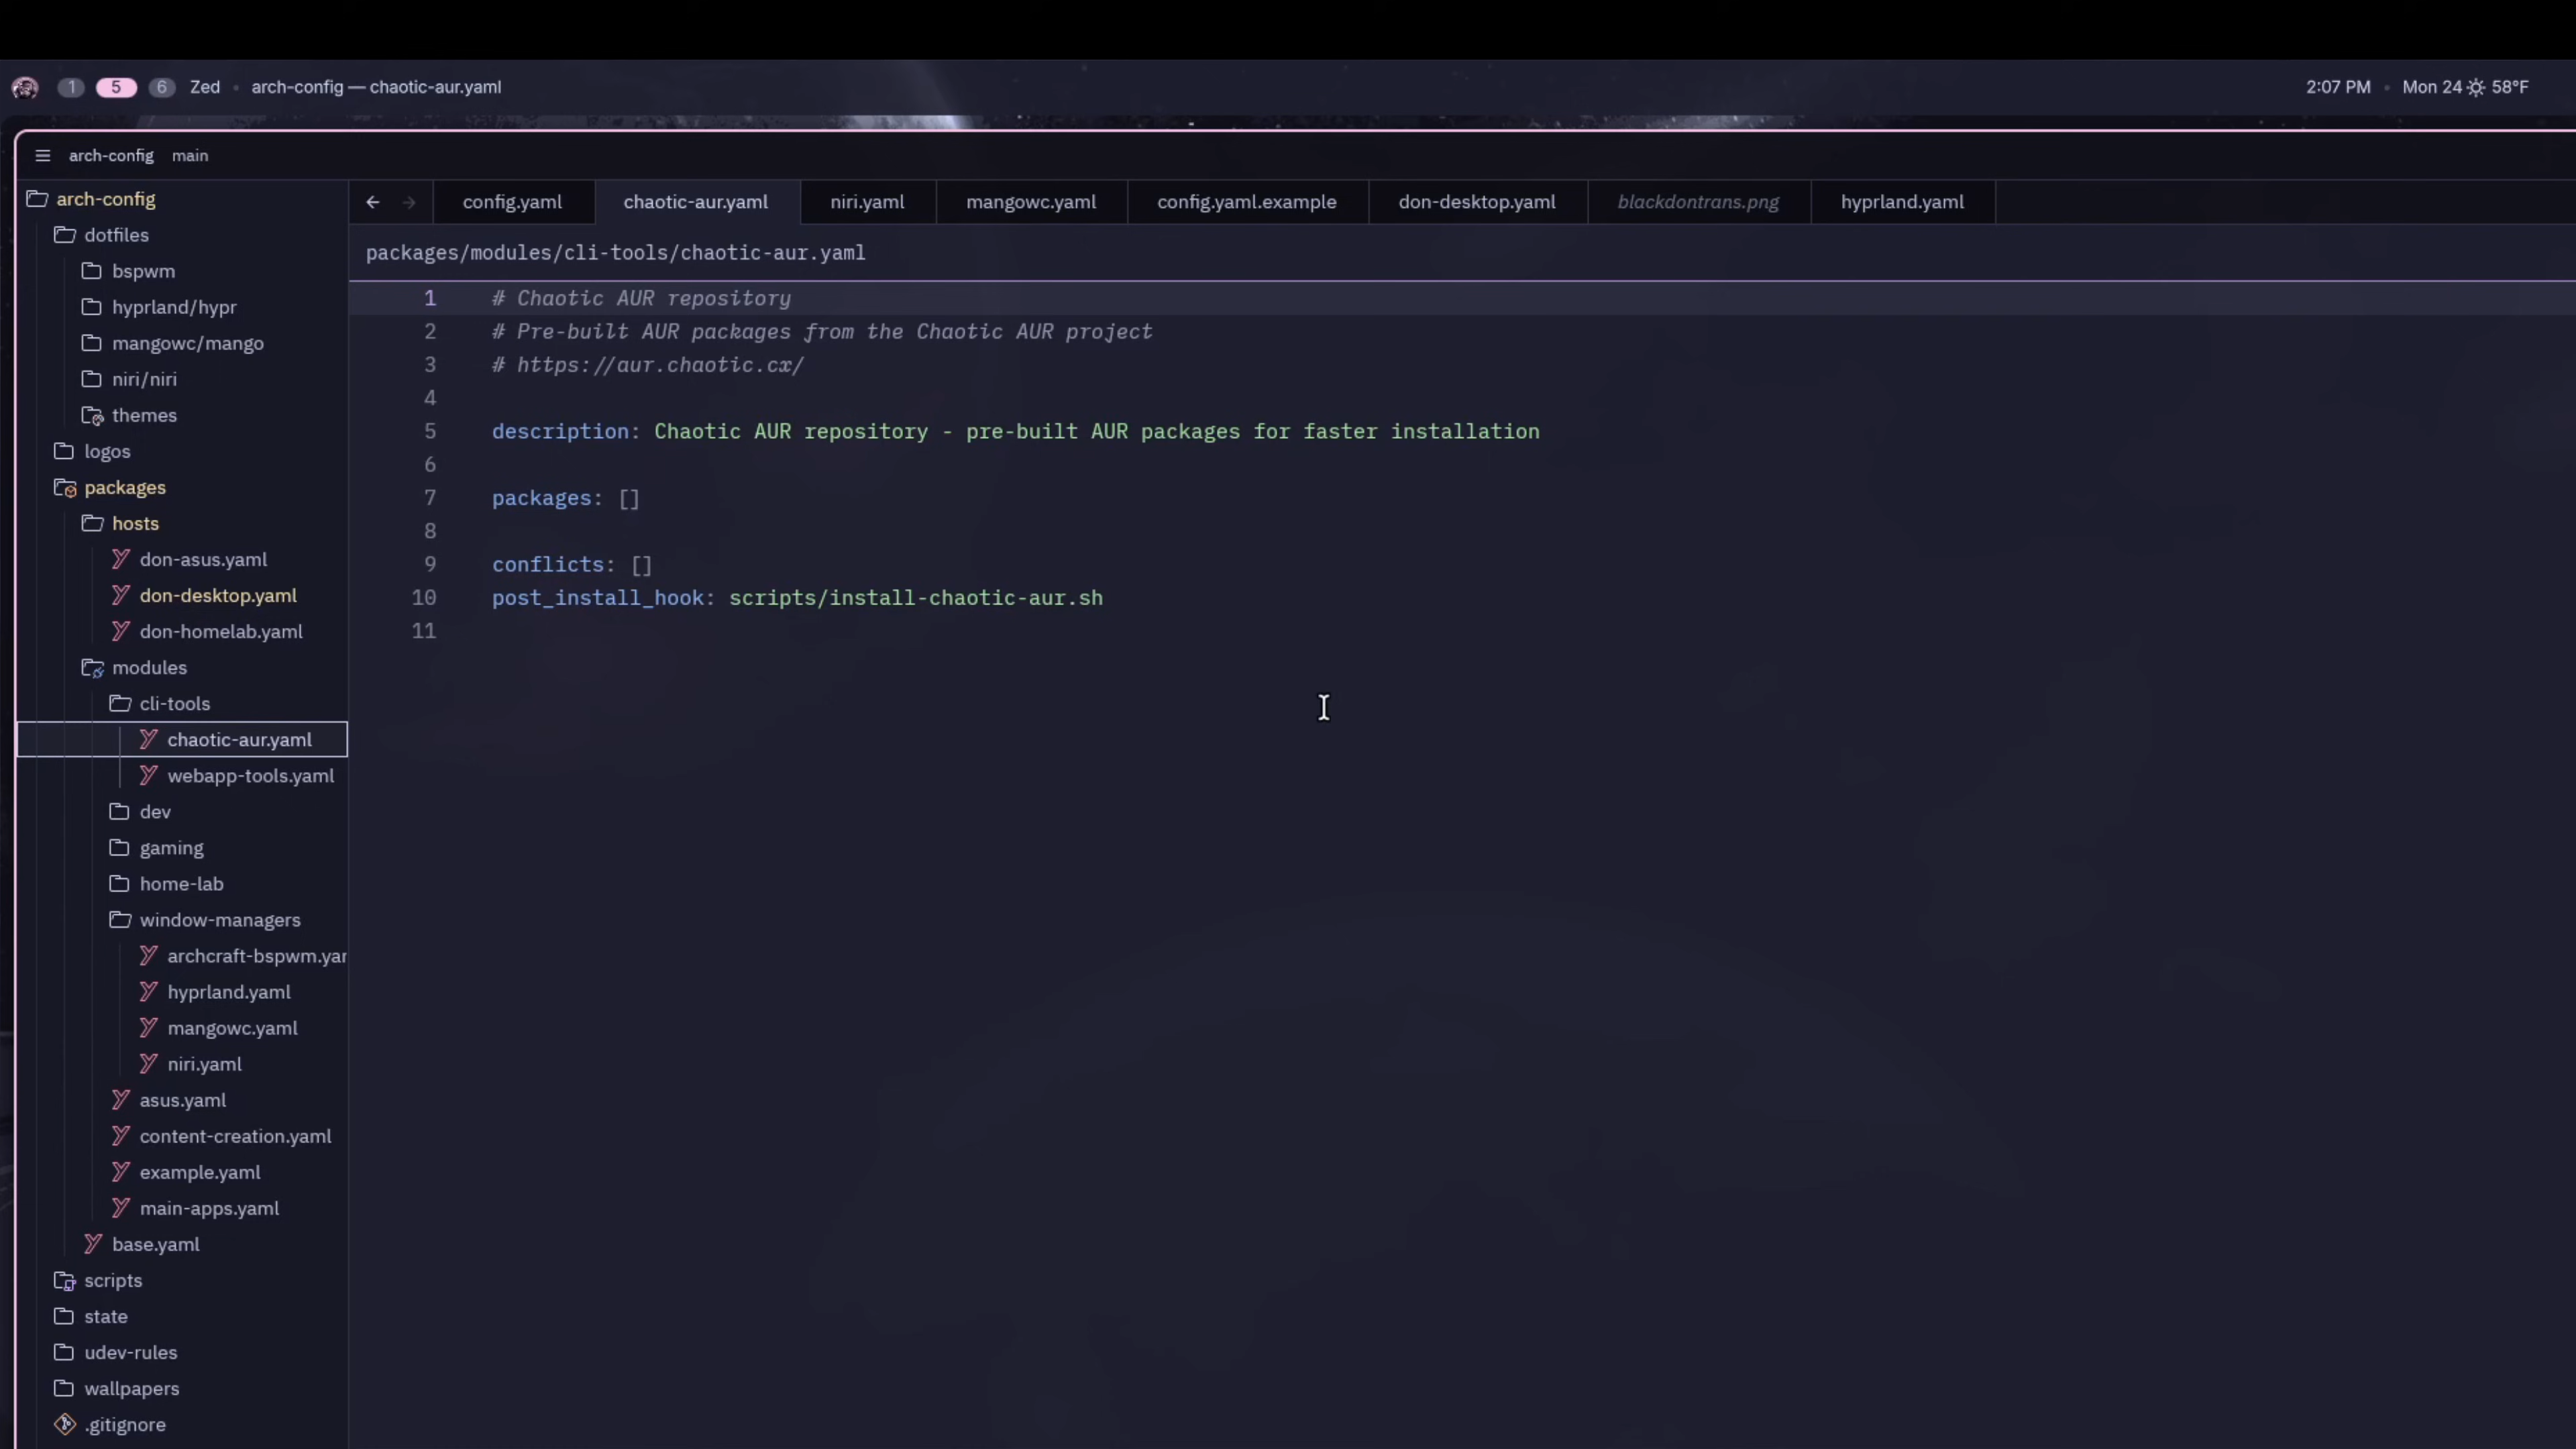 1 5 6 Zed • arch-config — chaotic-aur.yaml 2:07 PM • Mon 24 58°F
arch-config main
arch-config
dotfiles
bspwm
hyprland/hypr
mangowc/mango
niri/niri
themes
logos
packages
hosts
don-asus.yaml
don-desktop.yaml
don-homelab.yaml
modules
cli-tools
chaotic-aur.yaml
webapp-tools.yaml
dev
gaming
home-lab
window-managers
archcraft-bspwm.yar
hyprland.yaml
mangowc.yaml
niri.yaml
asus.yaml
content-creation.yaml
example.yaml
main-apps.yaml
base.yaml
scripts
state
udev-rules
wallpapers
.gitignore
config.yaml chaotic-aur.yaml niri.yaml mangowc.yaml config.yaml.example don-desktop.yaml blackdontrans.png hyprland.yaml
packages/modules/cli-tools/chaotic-aur.yaml
1 # Chaotic AUR repository
2 # Pre-built AUR packages from the Chaotic AUR project
3 # https://aur.chaotic.cx/
4
5 description: Chaotic AUR repository - pre-built AUR packages for faster installation
6
7 packages: []
8
9 conflicts: []
10 post_install_hook: scripts/install-chaotic-aur.sh
11